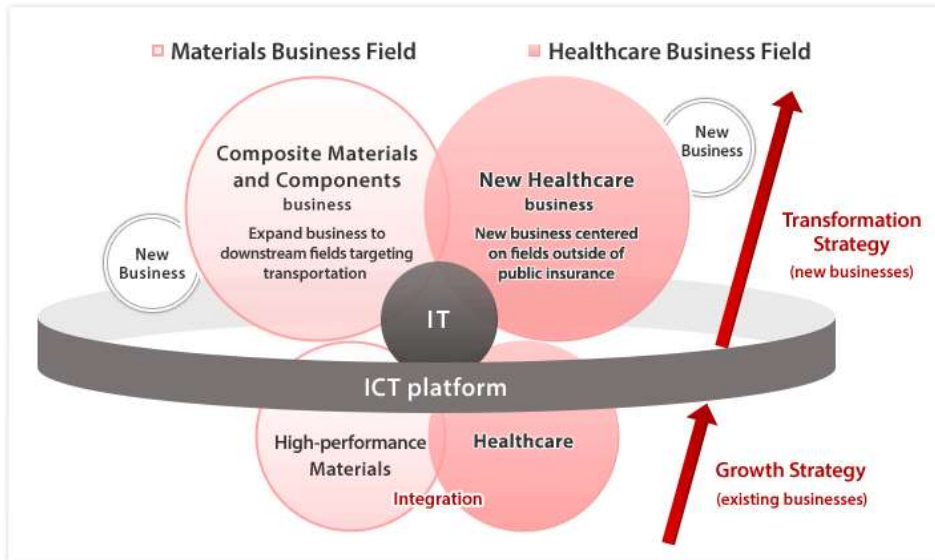 Materials Business Field
Healthcare Business Field
Composite Materials
and Components
business
Expand business to
downstream fields targeting
transportation
New Healthcare
business
New business centered
on fields outside of
public insurance
New
Business
New
Business
Transformation
Strategy
(new businesses)
IT
ICT platform
High-performance
Materials
Healthcare
Integration
Growth Strategy
(existing businesses)